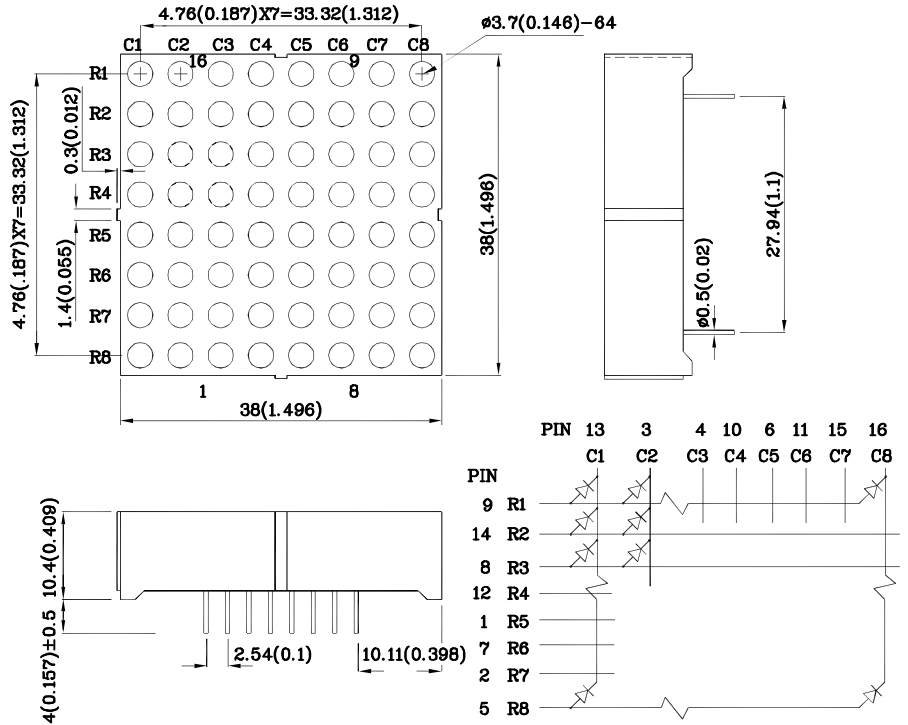 4.76(0.187)X7=33.32(1.312)
ø3.7(0.146)-64
C1 C2 C3 C4 C5 C6 C7 C8
16 9
R1
R2
R3
R4
R5
R6
R7
R8
4.76(.187)X7=33.32(1.312)
0.3(0.012)
1.4(0.055)
38(1.496)
1 8
38(1.496)
27.94(1.1)
ø0.5(0.02)
10.4(0.409)
4(0.157)±0.5
2.54(0.1)
10.11(0.398)
PIN 13 3 4 10 6 11 15 16
C1 C2 C3 C4 C5 C6 C7 C8
PIN
9 R1
14 R2
8 R3
12 R4
1 R5
7 R6
2 R7
5 R8